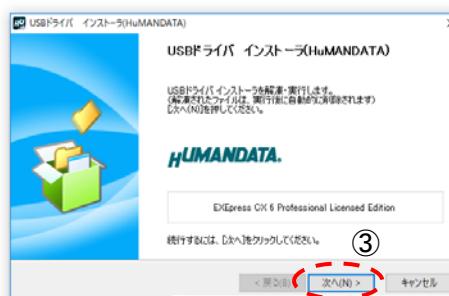 USBドライバ インストーラ(HuMANDATA)
USBドライバ インストーラ(HuMANDATA)
USBドライバインストーラを解凍・実行します。
(解凍されたファイルは、実行後に自動的に削除されます)
[次へ(N)]を押してください。
HUMANDATA.
EXEpress CX 6 Professional Licensed Edition
続行するには、[次へ]をクリックしてください。
③
< 戻る(B)
次へ(N) >
キャンセル